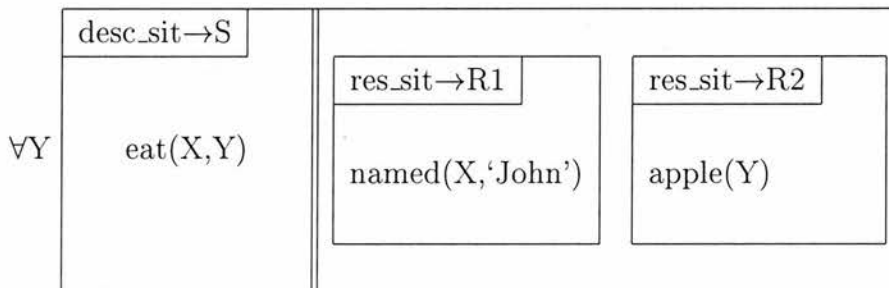 desc_sit→S
res_sit→R1
res_sit→R2
∀Y
eat(X,Y)
named(X,‘John’)
apple(Y)